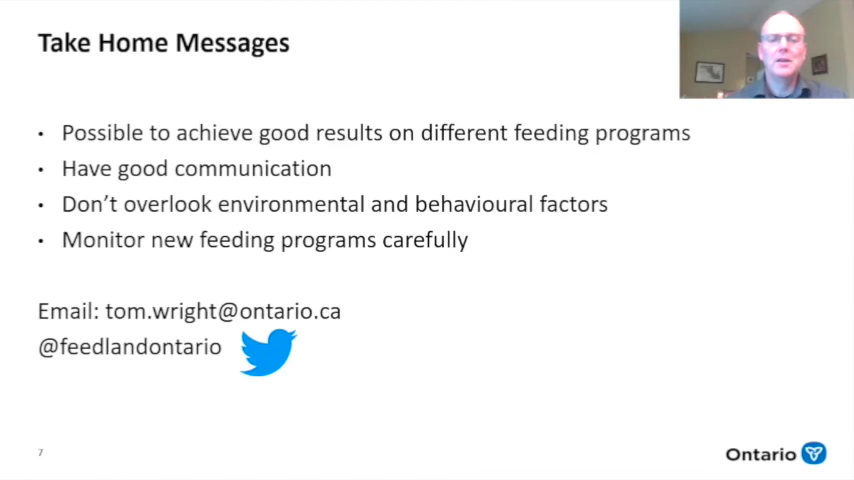 Take Home Messages
• Possible to achieve good results on different feeding programs
• Have good communication
• Don't overlook environmental and behavioural factors
• Monitor new feeding programs carefully
Email: tom.wright@ontario.ca
@feedlandontario
7
Ontario